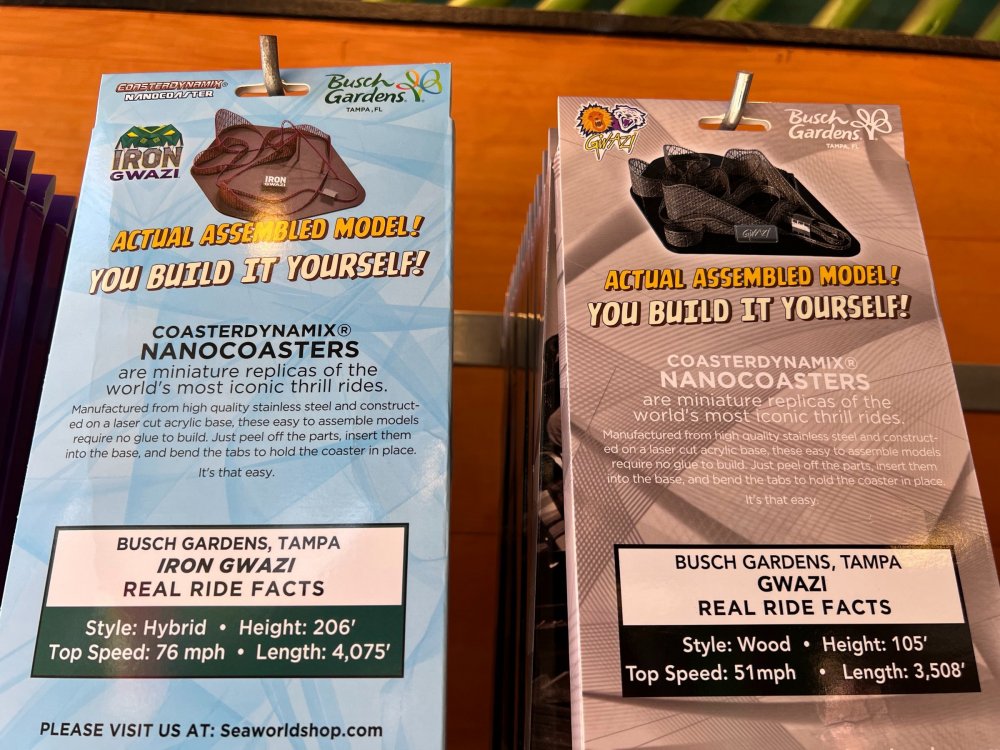 COASTERDYNAMIX®
NANOCOASTER
Busch
Gardens®
TAMPA, FL
IRON
GWAZI
IRON
GWAZI
ACTUAL ASSEMBLED MODEL!
YOU BUILD IT YOURSELF!
COASTERDYNAMIX®
NANOCOASTERS
are miniature replicas of the
world's most iconic thrill rides.
Manufactured from high quality stainless steel and construct-
ed on a laser cut acrylic base, these easy to assemble models
require no glue to build. Just peel off the parts, insert them
into the base, and bend the tabs to hold the coaster in place.
It's that easy.
BUSCH GARDENS, TAMPA
IRON GWAZI
REAL RIDE FACTS
Style: Hybrid • Height: 206'
Top Speed: 76 mph • Length: 4,075'
PLEASE VISIT US AT: Seaworldshop.com
GWAZI
Busch
Gardens
TAMPA, FL
GWAZI
ACTUAL ASSEMBLED MODEL!
YOU BUILD IT YOURSELF!
COASTERDYNAMIX®
NANOCOASTERS
are miniature replicas of the
world's most iconic thrill rides.
Manufactured from high quality stainless steel and construct-
ed on a laser cut acrylic base, these easy to assemble models
require no glue to build. Just peel off the parts, insert them
into the base, and bend the tabs to hold the coaster in place.
It's that easy.
BUSCH GARDENS, TAMPA
GWAZI
REAL RIDE FACTS
Style: Wood • Height: 105'
Top Speed: 51mph • Length: 3,508'